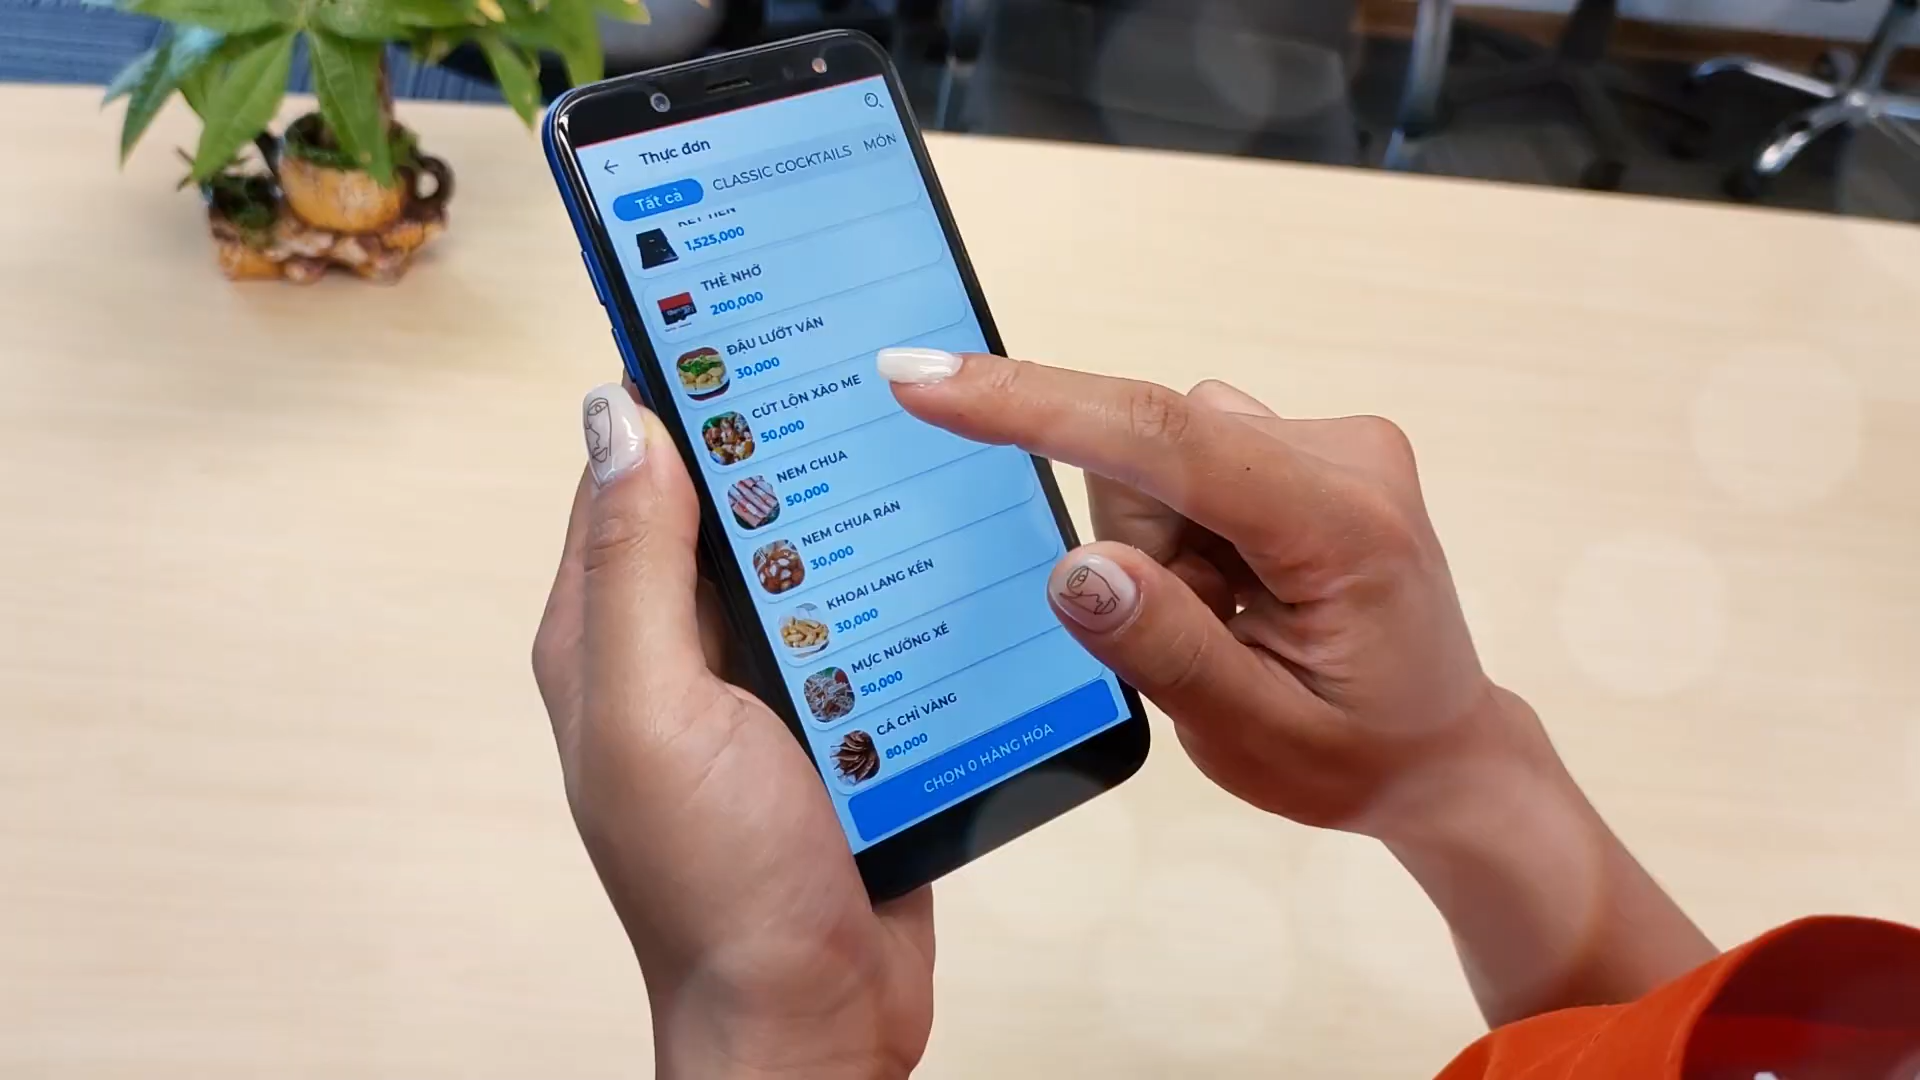 Thực đơn
Tất cả CLASSIC COCKTAILS MÓN
KÉT TIỀN
1,525,000
THẺ NHỚ
200,000
ĐẬU LƯỚT VÁN
30,000
CÚT LỘN XÀO ME
50,000
NEM CHUA
50,000
NEM CHUA RÁN
30,000
KHOAI LANG KÉN
30,000
MỰC NƯỚNG XÉ
50,000
CÁ CHỈ VÀNG
80,000
CHỌN 0 HÀNG HÓA